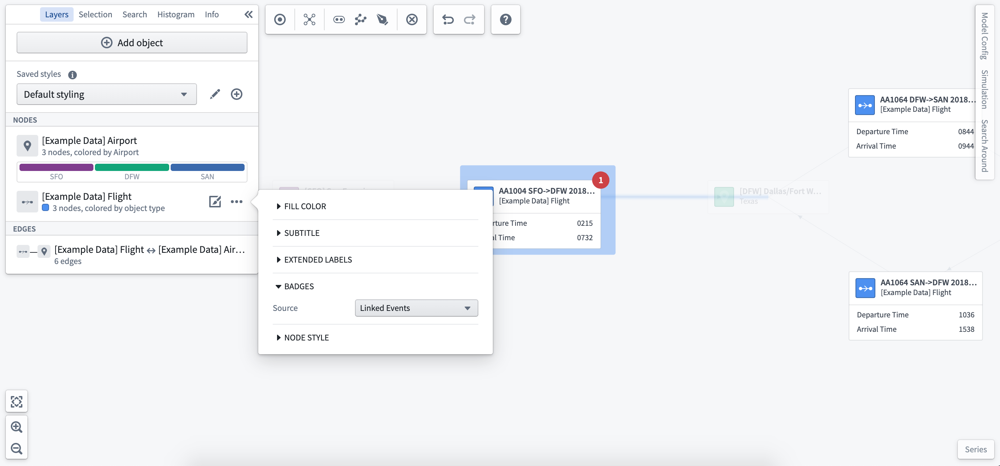 Layers Selection Search Histogram Info
Add object
Saved styles
Default styling
NODES
[Example Data] Airport
3 nodes, colored by Airport
SFO DFW SAN
[Example Data] Flight
3 nodes, colored by object type
EDGES
[Example Data] Flight ↔ [Example Data] Air...
6 edges
FILL COLOR
SUBTITLE
EXTENDED LABELS
BADGES
Source Linked Events
NODE STYLE
1
AA1004 SFO->DFW 2018...
[Example Data] Flight
rture Time 0215
al Time 0732
[DFW] Dallas/Fort W...
Texas
AA1064 DFW->SAN 2018...
[Example Data] Flight
Departure Time 0844
Arrival Time 0944
AA1064 SAN->DFW 2018...
[Example Data] Flight
Departure Time 1036
Arrival Time 1538
Model Config
Simulation
Search Around
Series